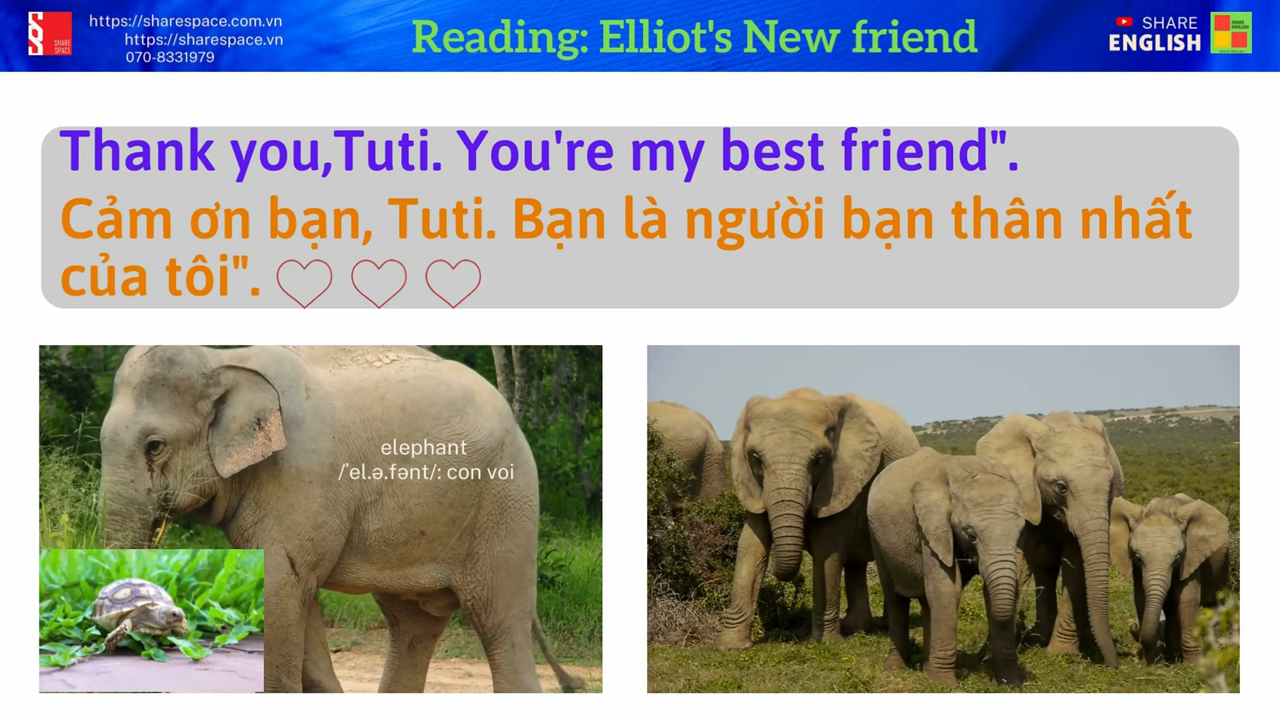 https://sharespace.com.vn
https://sharespace.vn
070-8331979
SHARE
SPACE
Reading: Elliot's New friend
SHARE
ENGLISH
Thank you,Tuti. You're my best friend".
Cảm ơn bạn, Tuti. Bạn là người bạn thân nhất
của tôi".
elephant
/ˈel.ə.fənt/: con voi